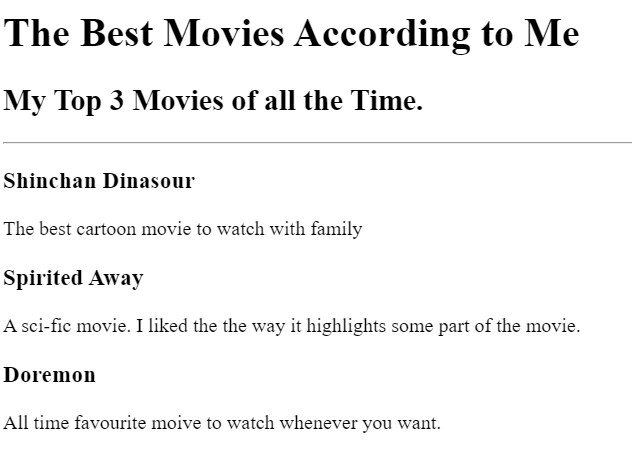 The Best Movies According to Me
My Top 3 Movies of all the Time.
Shinchan Dinasour
The best cartoon movie to watch with family
Spirited Away
A sci-fic movie. I liked the the way it highlights some part of the movie.
Doremon
All time favourite moive to watch whenever you want.